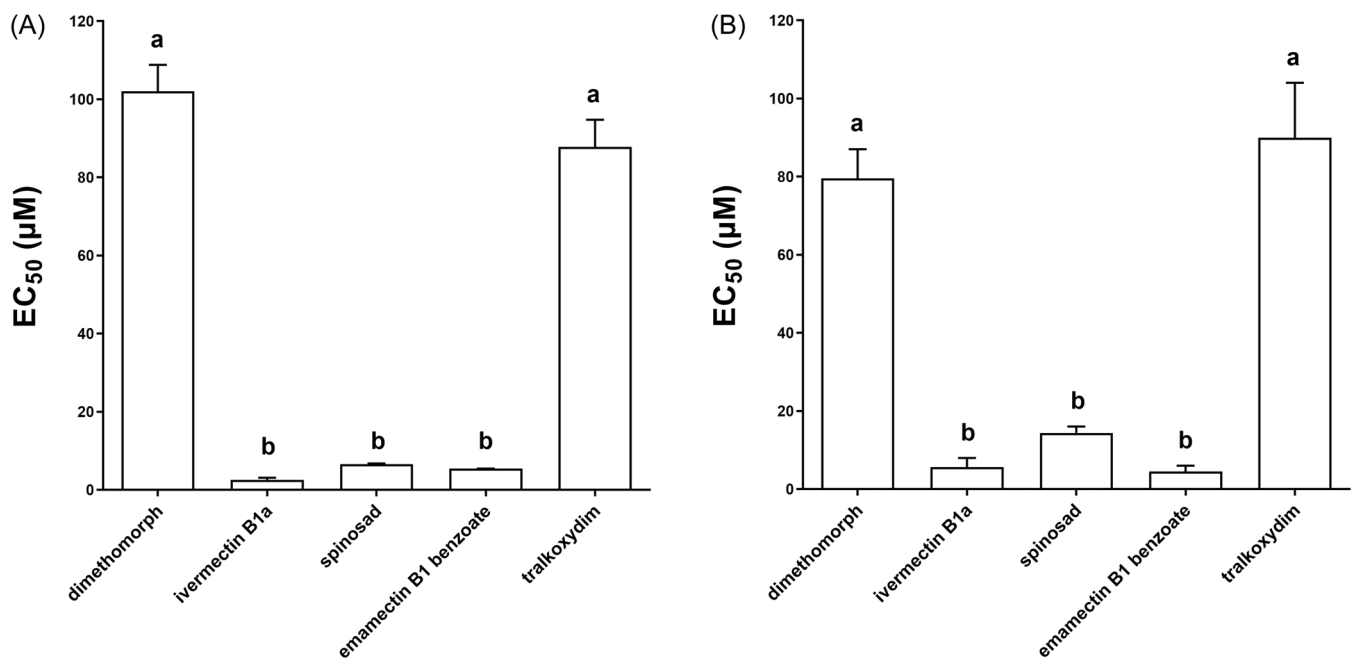 (A)
EC50 (µM)
120
100
80
60
40
20
0
a
b
b
b
a
dimethomorph
ivermectin B1a
spinosad
emamectin B1 benzoate
tralkoxydim
(B)
EC50 (µM)
120
100
80
60
40
20
0
a
b
b
b
a
dimethomorph
ivermectin B1a
spinosad
emamectin B1 benzoate
tralkoxydim